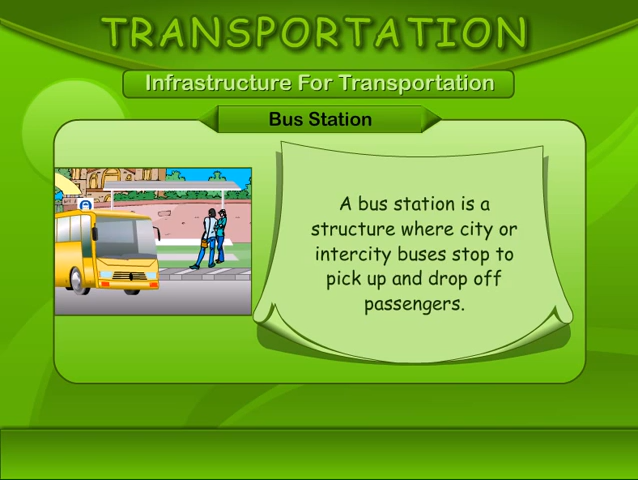 TRANSPORTATION
Infrastructure For Transportation
Bus Station
A bus station is a
structure where city or
intercity buses stop to
pick up and drop off
passengers.